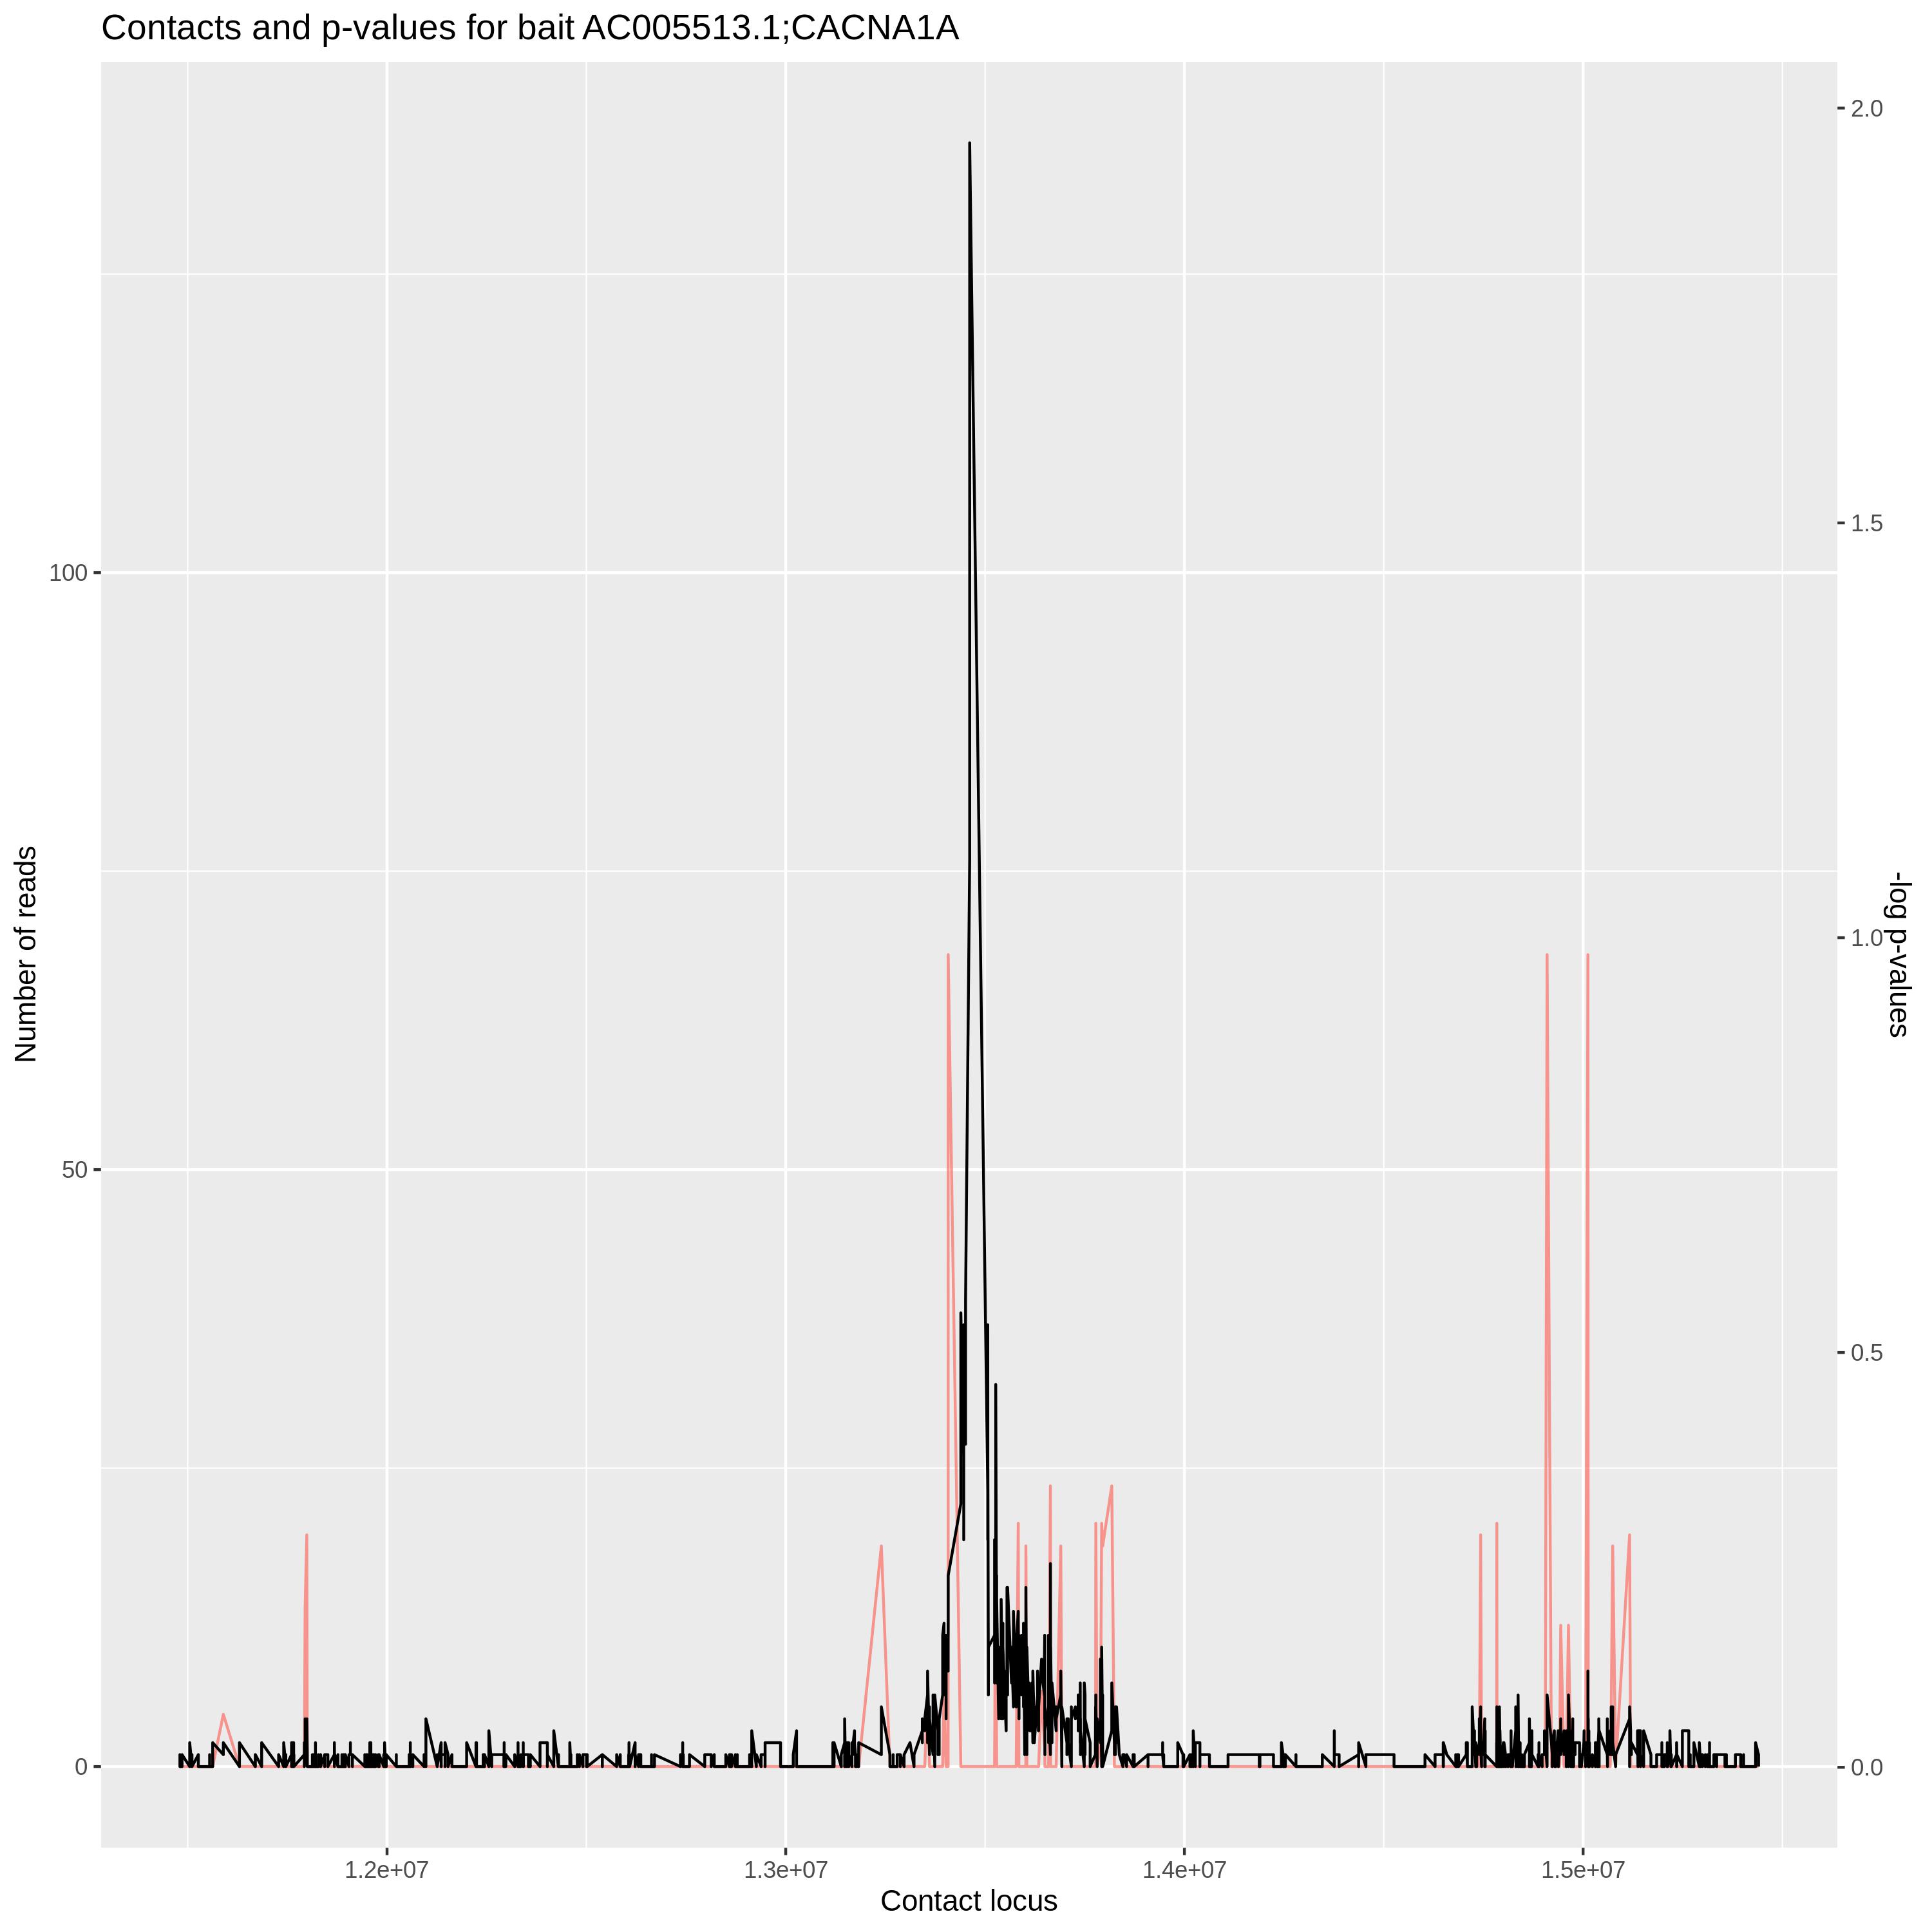 Contacts and p-values for bait AC005513.1;CACNA1A
Number of reads
100
50
0
2.0
1.5
1.0
0.5
0.0
-log p-values
1.2e+07
1.3e+07
1.4e+07
1.5e+07
Contact locus